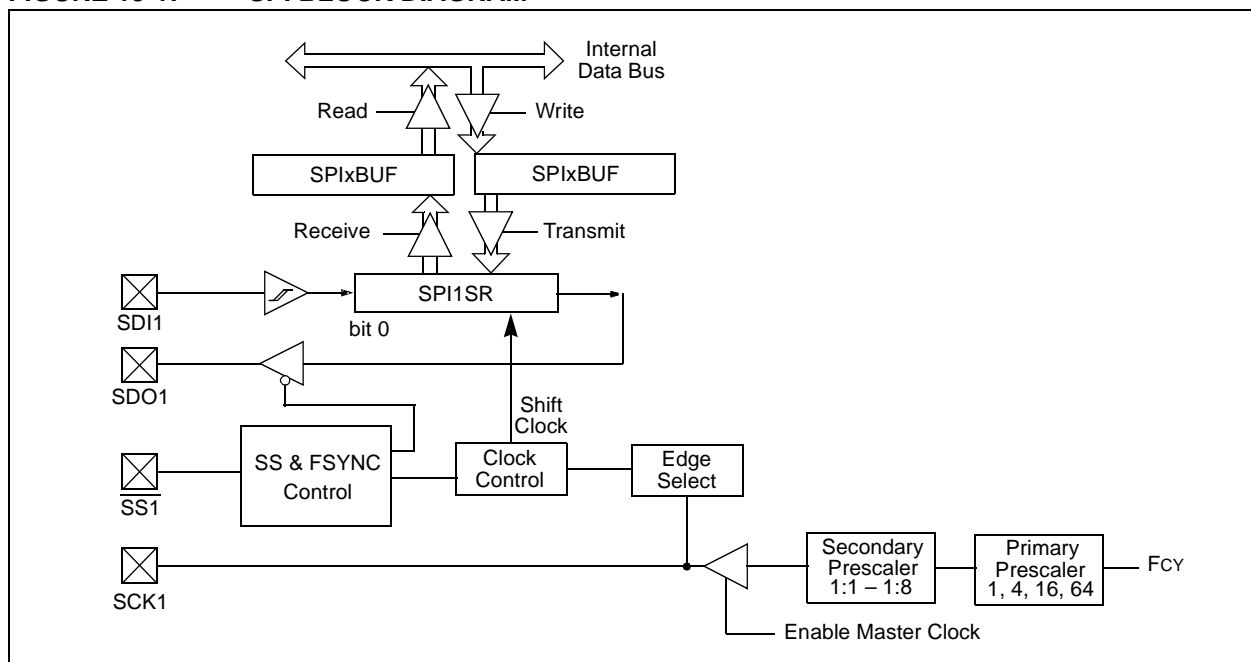 Internal
Data Bus
Read
Write
SPIxBUF
SPIxBUF
Receive
Transmit
SDI1
SPI1SR
bit 0
SDO1
Shift
Clock
SS1
SS & FSYNC
Control
Clock
Control
Edge
Select
SCK1
Secondary
Prescaler
1:1 – 1:8
Primary
Prescaler
1, 4, 16, 64
FCY
Enable Master Clock